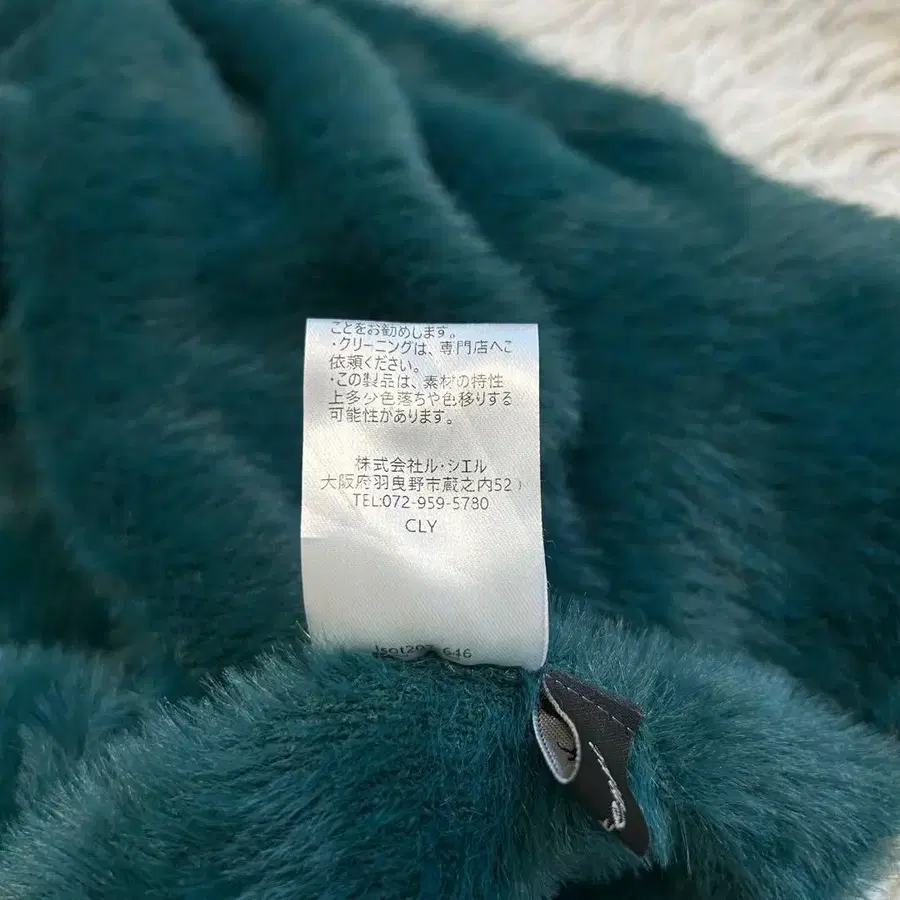 ことをお勧めします。
・クリーニングは、専門店へご
依頼ください。
・この製品は、素材の特性
上多少色落ちや色移りする
可能性があります。
株式会社ル・シエル
大阪府羽曳野市蔵之内52
TEL:072-959-5780
CLY
646